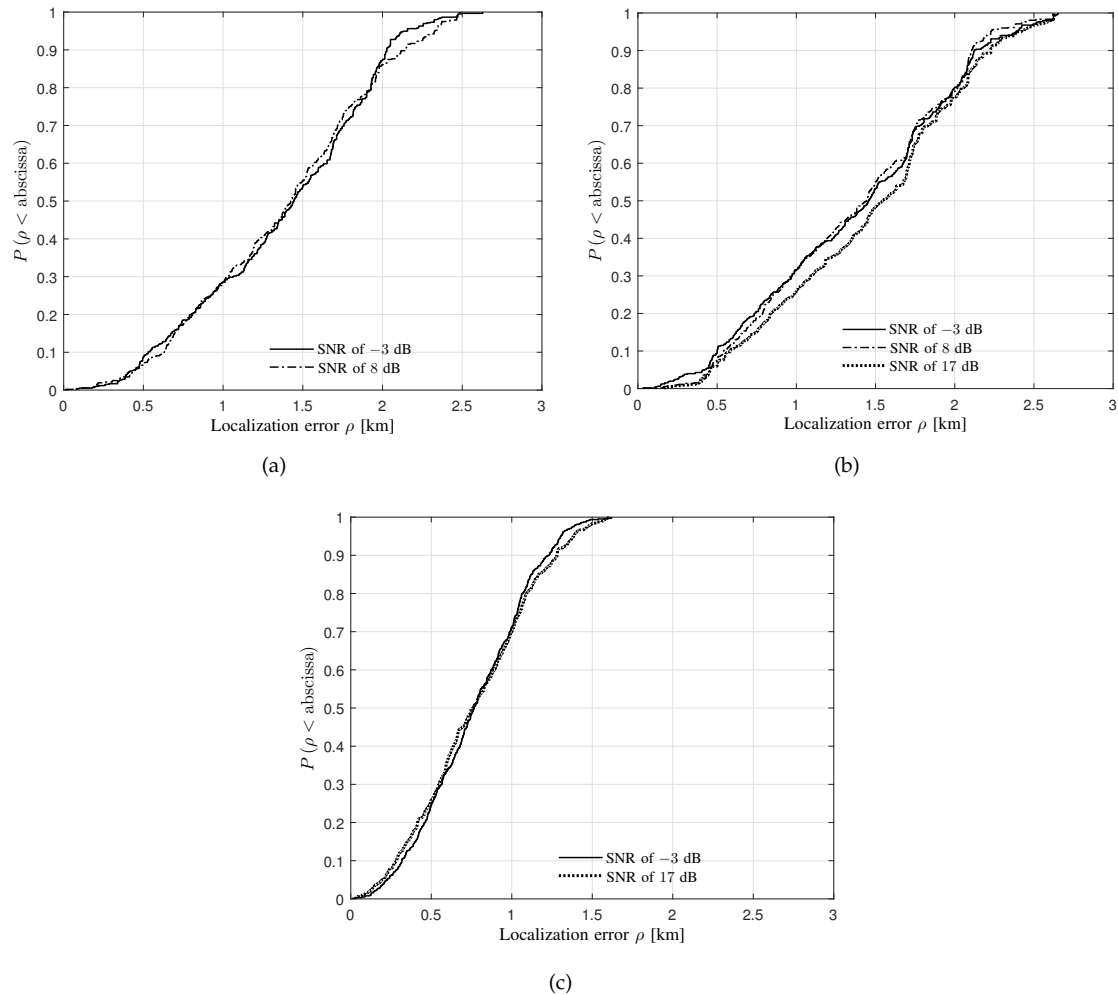 1
0.9
0.8
0.7
0.6
0.5
0.4
0.3
0.2
0.1
0
P (ρ < abscissa)
SNR of −3 dB
SNR of 8 dB
0 0.5 1 1.5 2 2.5 3
Localization error ρ [km]
(a)
1
0.9
0.8
0.7
0.6
0.5
0.4
0.3
0.2
0.1
0
P (ρ < abscissa)
SNR of −3 dB
SNR of 8 dB
SNR of 17 dB
0 0.5 1 1.5 2 2.5 3
Localization error ρ [km]
(b)
1
0.9
0.8
0.7
0.6
0.5
0.4
0.3
0.2
0.1
0
P (ρ < abscissa)
SNR of −3 dB
SNR of 17 dB
0 0.5 1 1.5 2 2.5 3
Localization error ρ [km]
(c)